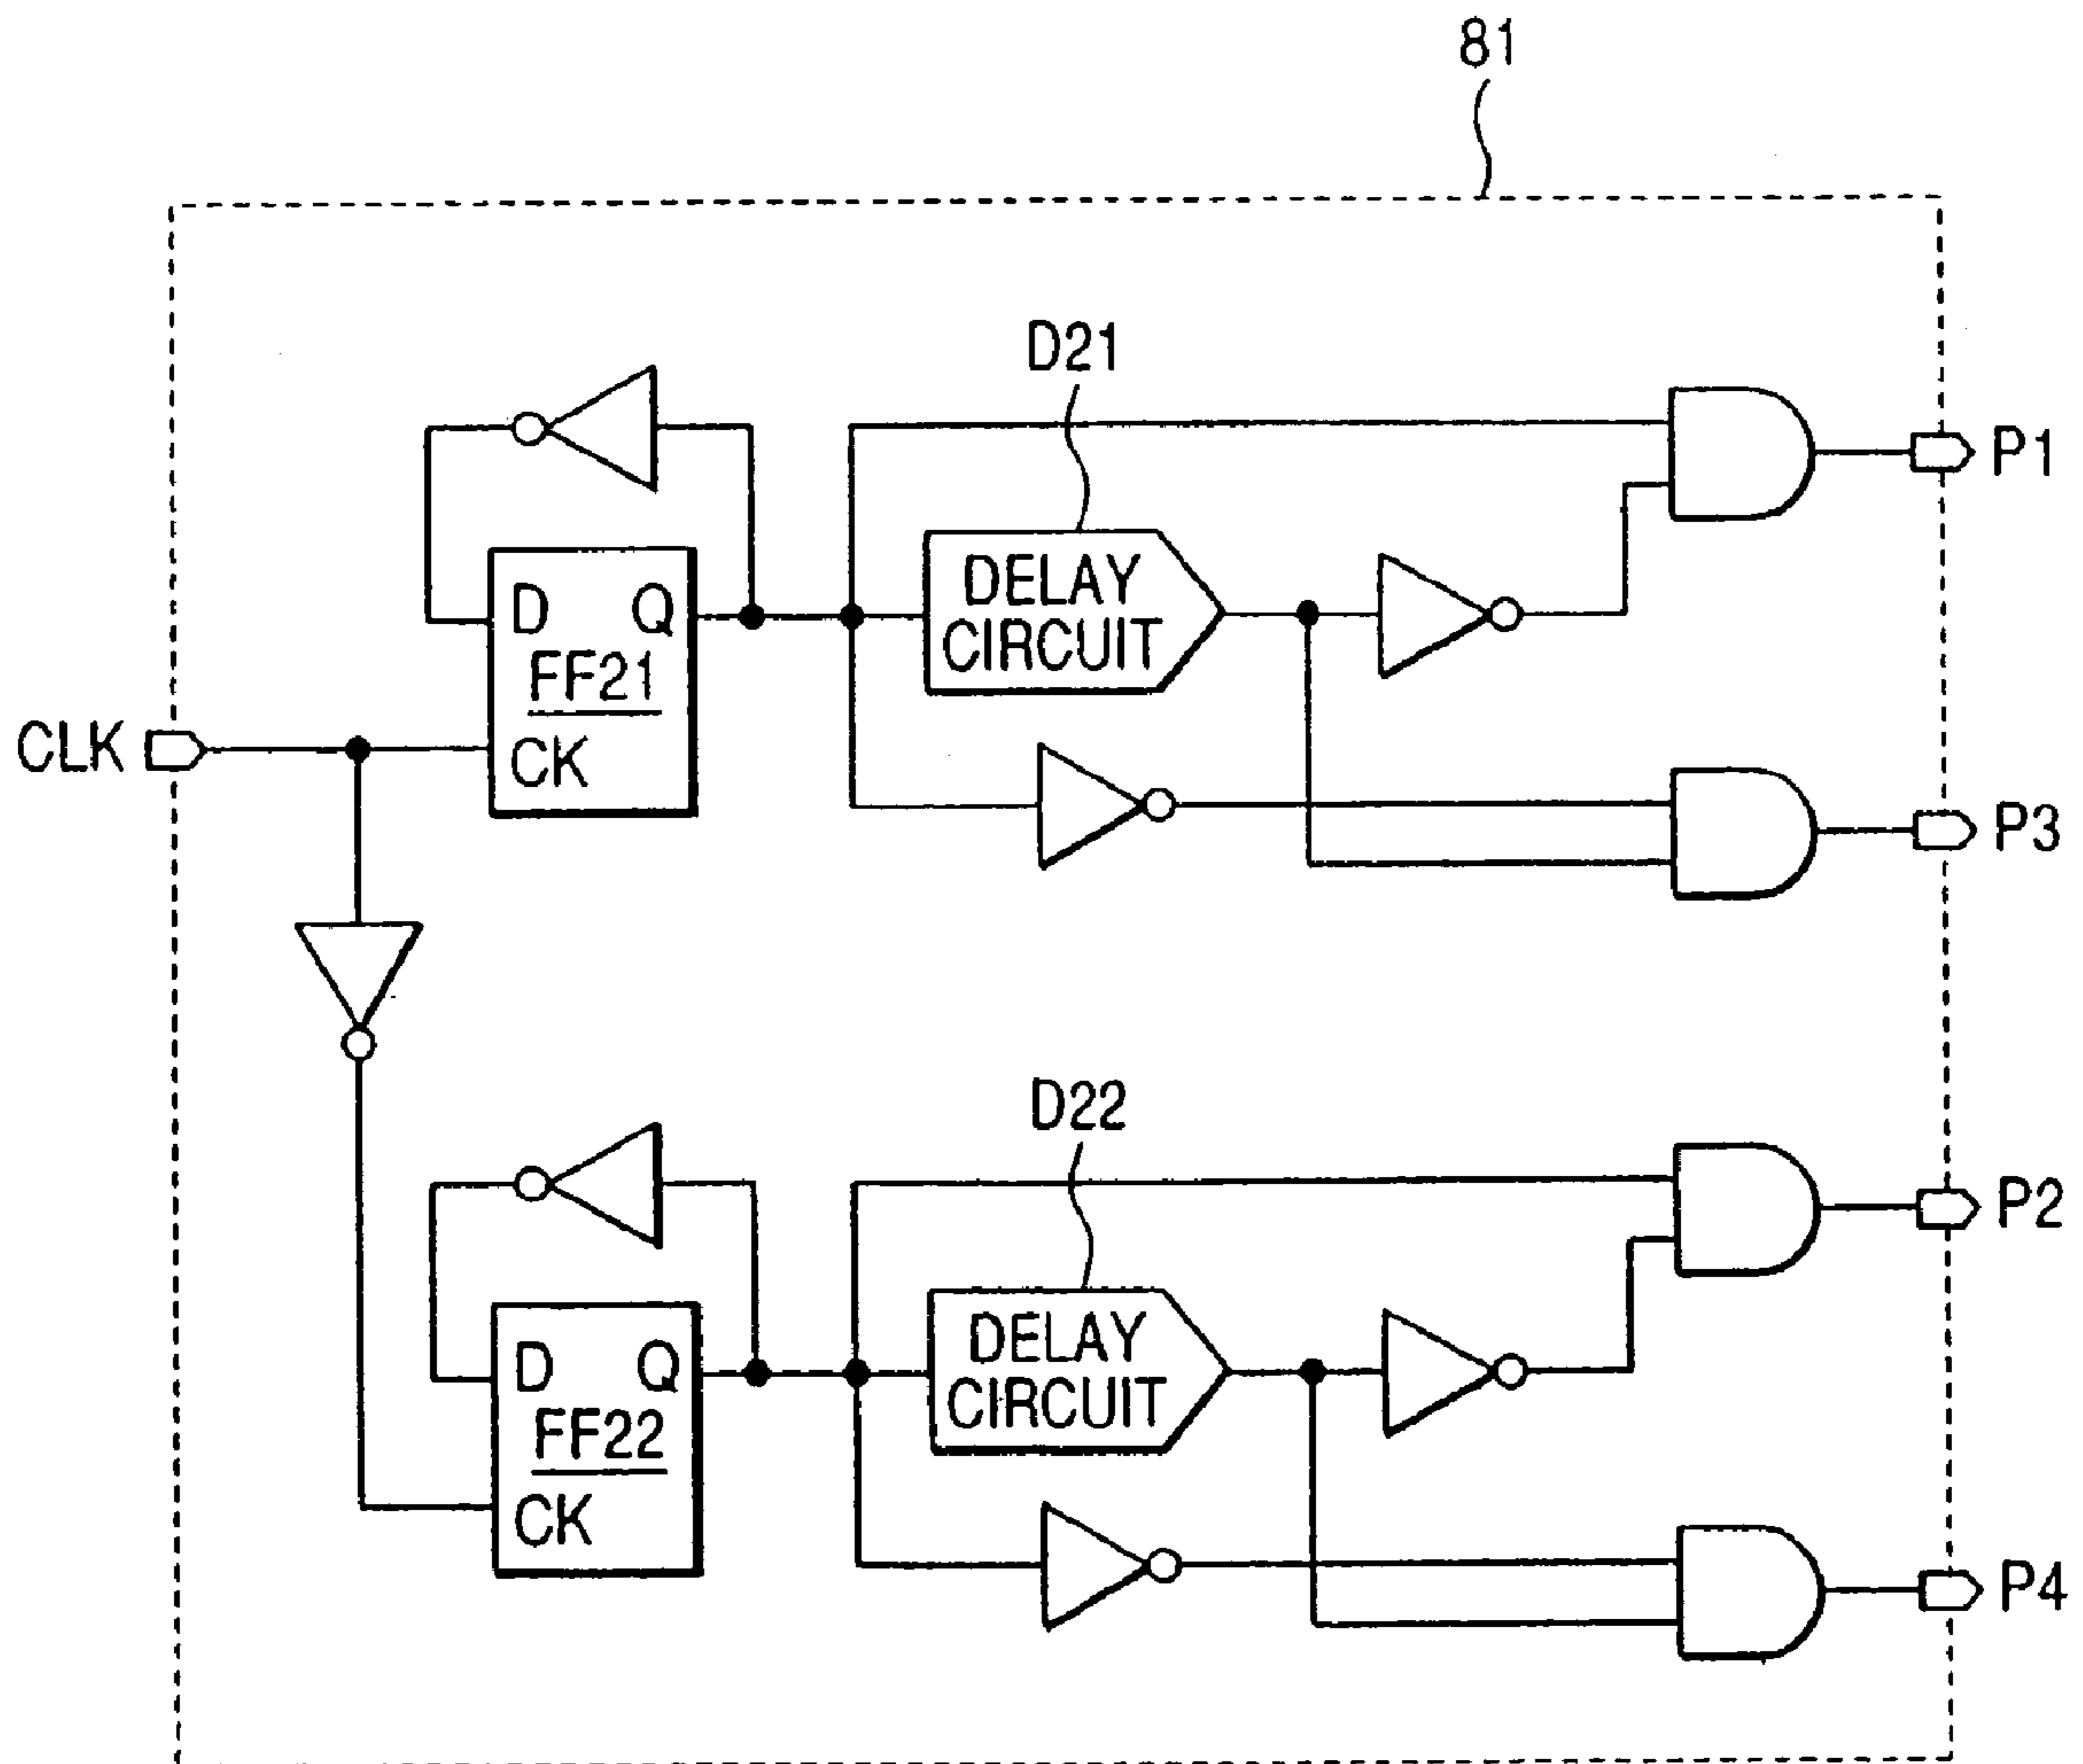 81
D21
P1
D Q
DELAY
CIRCUIT
FF21
CLK
CK
P3
D22
P2
D Q
DELAY
CIRCUIT
FF22
CK
P4